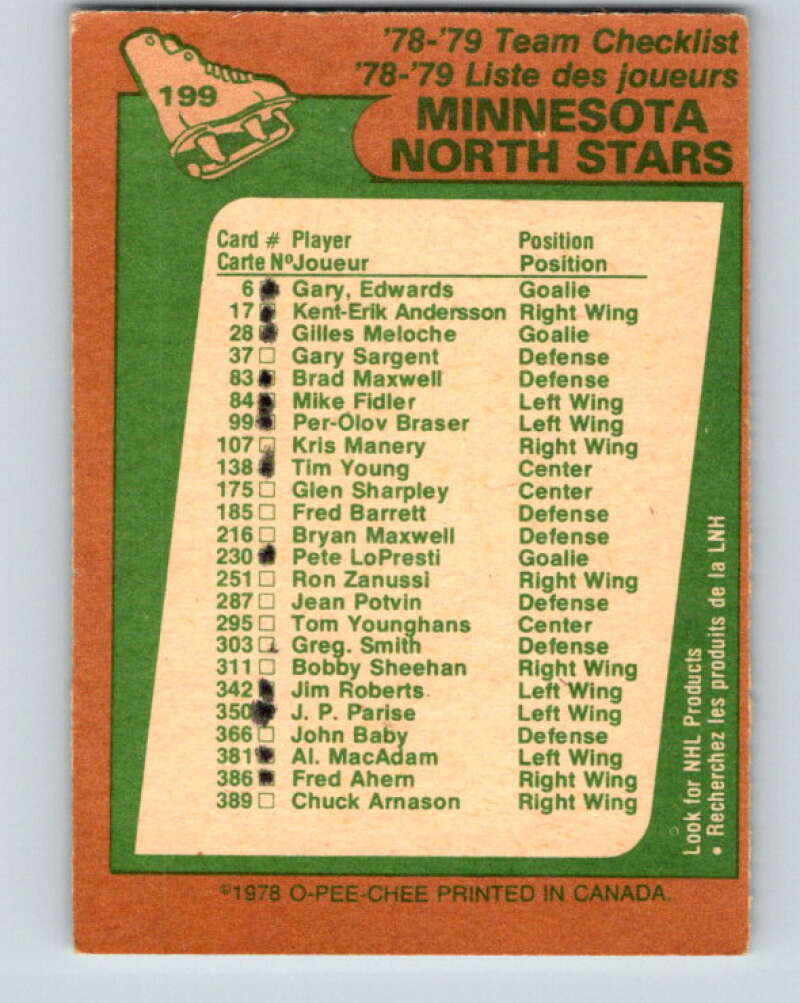 199
'78-'79 Team Checklist
'78-'79 Liste des joueurs
MINNESOTA
NORTH STARS
Card # Player Position
Carte Nº Joueur Position
6 Gary, Edwards Goalie
17 Kent-Erik Andersson Right Wing
28 Gilles Meloche Goalie
37 Gary Sargent Defense
83 Brad Maxwell Defense
84 Mike Fidler Left Wing
99 Per-Olov Braser Left Wing
107 Kris Manery Right Wing
138 Tim Young Center
175 Glen Sharpley Center
185 Fred Barrett Defense
216 Bryan Maxwell Defense
230 Pete LoPresti Goalie
251 Ron Zanussi Right Wing
287 Jean Potvin Defense
295 Tom Younghans Center
303 Greg. Smith Defense
311 Bobby Sheehan Right Wing
342 Jim Roberts Left Wing
350 J. P. Parise Left Wing
366 John Baby Defense
381 Al. MacAdam Left Wing
386 Fred Ahern Right Wing
389 Chuck Arnason Right Wing
Look for NHL Products
• Recherchez les produits de la LNH
©1978 O-PEE-CHEE PRINTED IN CANADA.